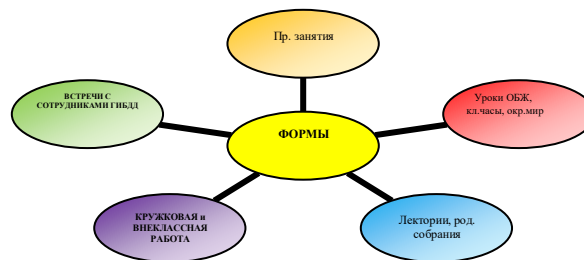 Пр. занятия
ВСТРЕЧИ С
СОТРУДНИКАМИ ГИБДД
Уроки ОБЖ,
кл.часы, окр.мир
ФОРМЫ
КРУЖКОВАЯ и
ВНЕКЛАССНАЯ
РАБОТА
Лектории, род.
собрания